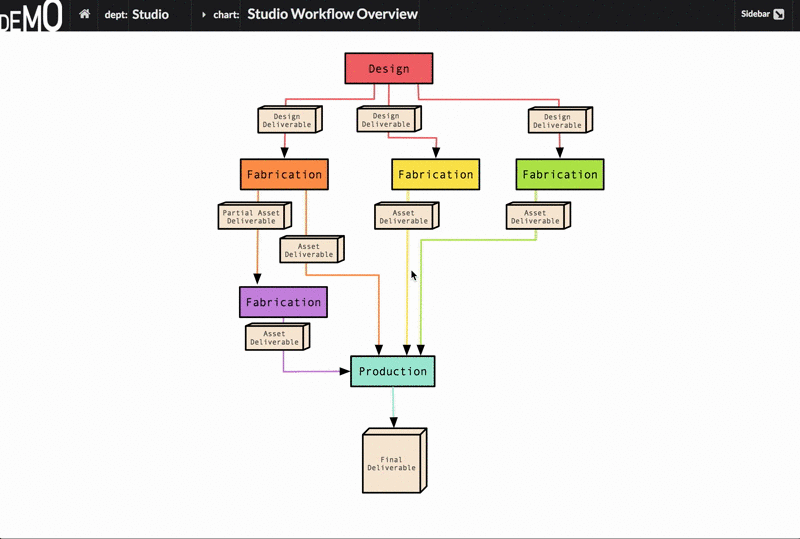 DEMO
dept: Studio
chart: Studio Workflow Overview
Sidebar
Design
Design
Deliverable
Design
Deliverable
Design
Deliverable
Fabrication
Fabrication
Fabrication
Partial Asset
Deliverable
Asset
Deliverable
Asset
Deliverable
Asset
Deliverable
Fabrication
Asset
Deliverable
Production
Final
Deliverable